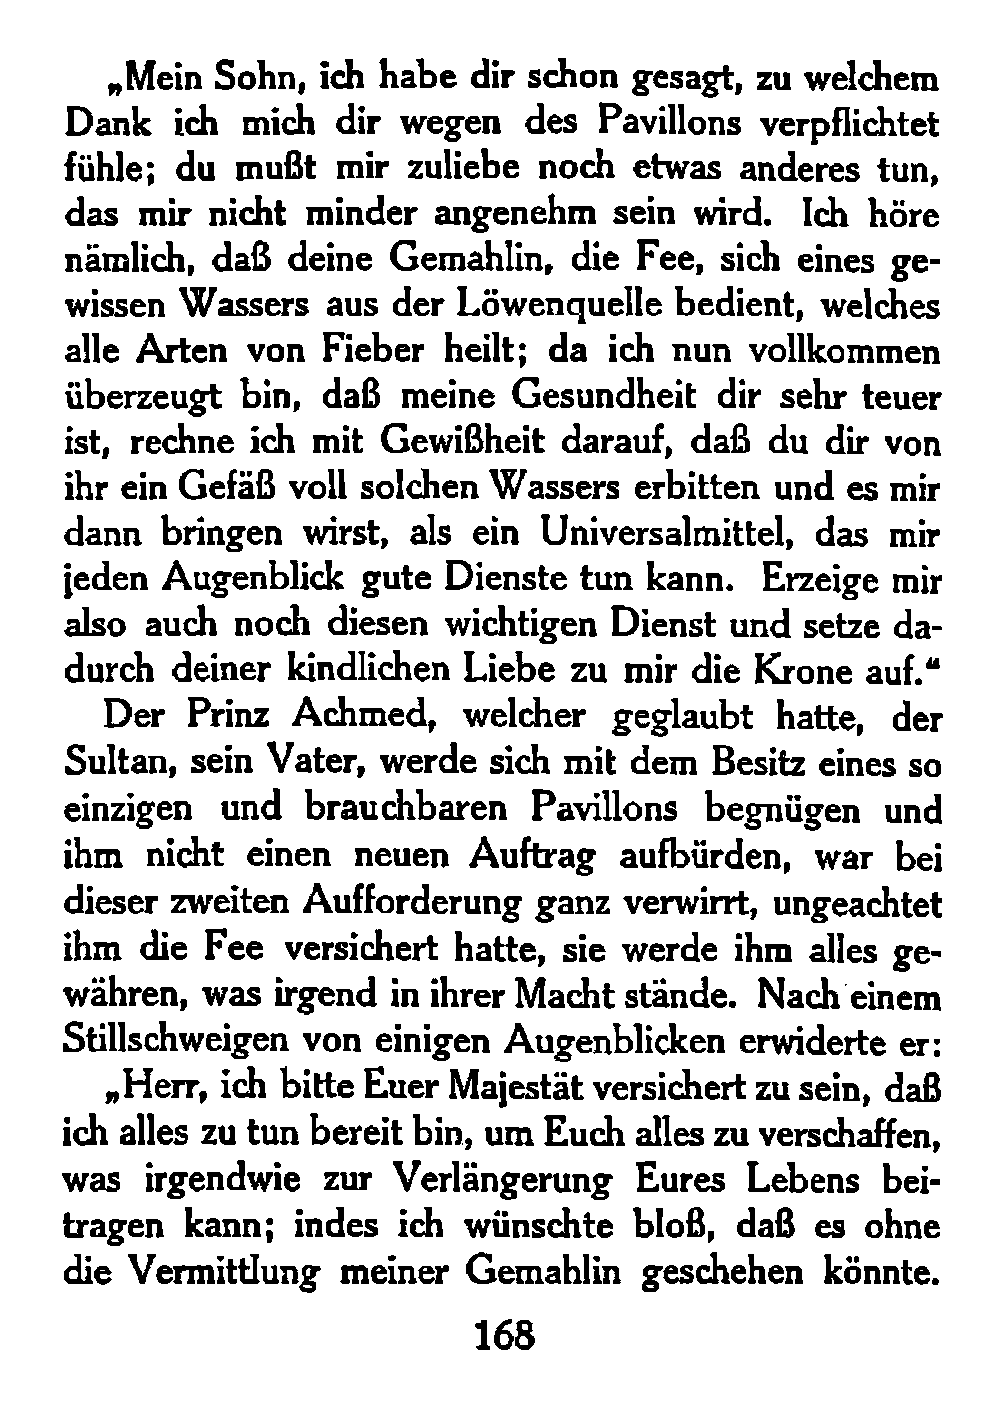 „Mein Sohn, ich habe dir schon gesagt, zu welchem
Dank ich mich dir wegen des Pavillons verpflichtet
fühle; du mußt mir zuliebe noch etwas anderes tun,
das mir nicht minder angenehm sein wird. Ich höre
nämlich, daß deine Gemahlin, die Fee, sich eines ge-
wissen Wassers aus der Löwenquelle bedient, welches
alle Arten von Fieber heilt; da ich nun vollkommen
überzeugt bin, daß meine Gesundheit dir sehr teuer
ist, rechne ich mit Gewißheit darauf, daß du dir von
ihr ein Gefäß voll solchen Wassers erbitten und es mir
dann bringen wirst, als ein Universalmittel, das mir
jeden Augenblick gute Dienste tun kann. Erzeige mir
also auch noch diesen wichtigen Dienst und setze da-
durch deiner kindlichen Liebe zu mir die Krone auf.“
Der Prinz Achmed, welcher geglaubt hatte, der
Sultan, sein Vater, werde sich mit dem Besitz eines so
einzigen und brauchbaren Pavillons begnügen und
ihm nicht einen neuen Auftrag aufbürden, war bei
dieser zweiten Aufforderung ganz verwirrt, ungeachtet
ihm die Fee versichert hatte, sie werde ihm alles ge-
währen, was irgend in ihrer Macht stände. Nach einem
Stillschweigen von einigen Augenblicken erwiderte er:
„Herr, ich bitte Euer Majestät versichert zu sein, daß
ich alles zu tun bereit bin, um Euch alles zu verschaffen,
was irgendwie zur Verlängerung Eures Lebens bei-
tragen kann; indes ich wünschte bloß, daß es ohne
die Vermittlung meiner Gemahlin geschehen könnte.
168